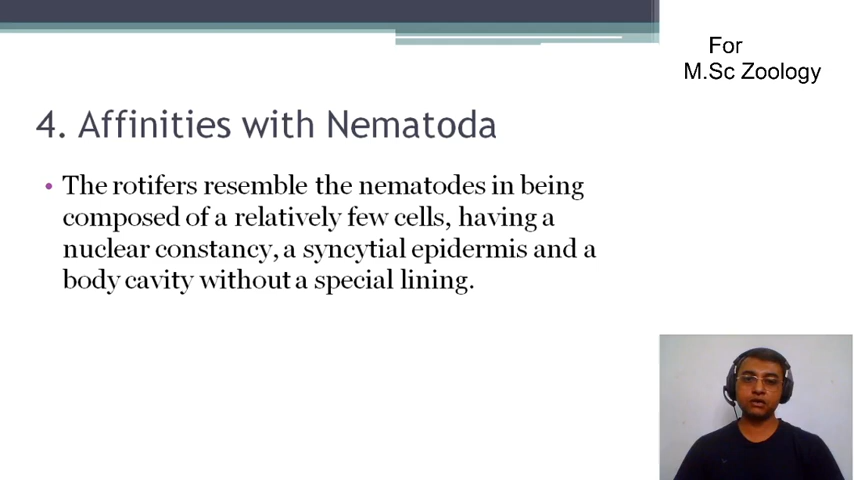 For
M.Sc Zoology
4. Affinities with Nematoda
• The rotifers resemble the nematodes in being
composed of a relatively few cells, having a
nuclear constancy, a syncytial epidermis and a
body cavity without a special lining.